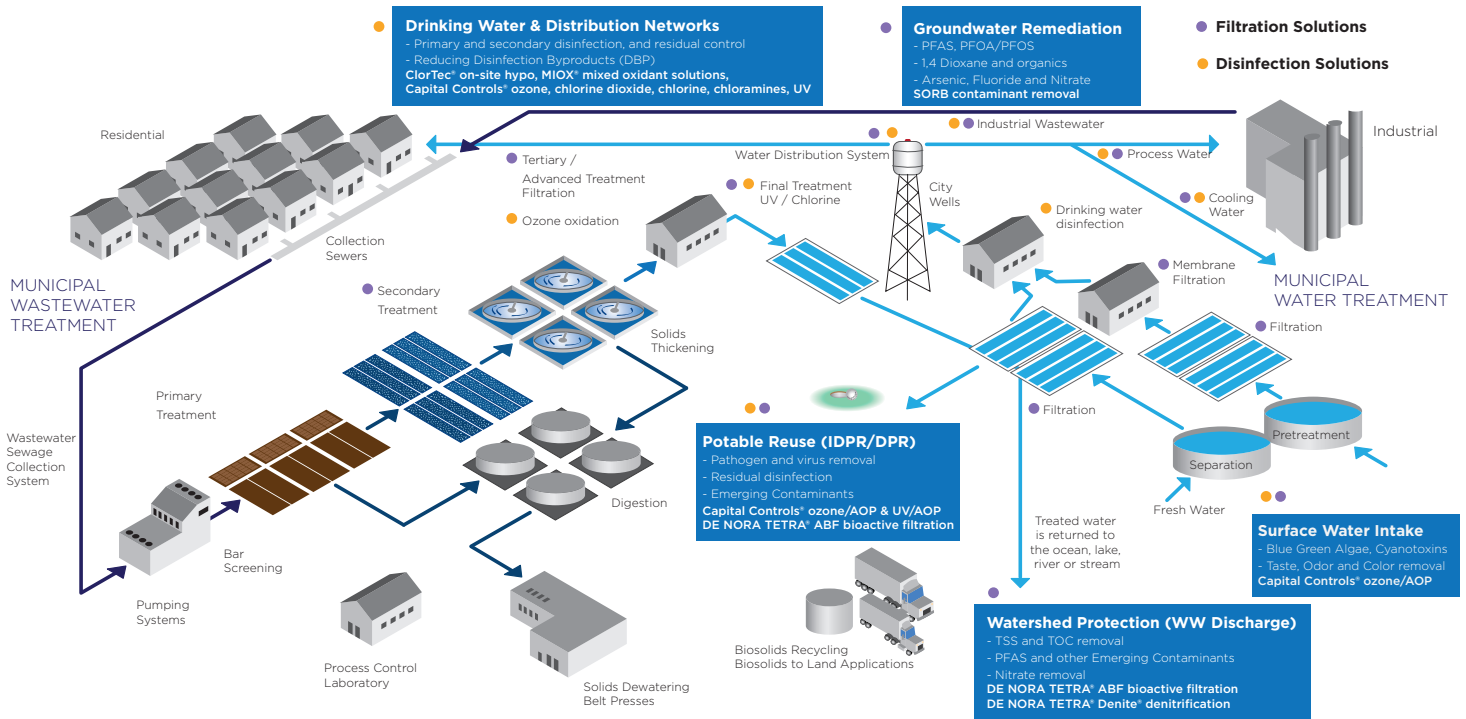 Drinking Water & Distribution Networks
- Primary and secondary disinfection, and residual control
- Reducing Disinfection Byproducts (DBP)
ClorTec® on-site hypo, MIOX® mixed oxidant solutions,
Capital Controls® ozone, chlorine dioxide, chlorine, chloramines, UV
Groundwater Remediation
- PFAS, PFOA/PFOS
- 1,4 Dioxane and organics
- Arsenic, Fluoride and Nitrate
SORB contaminant removal
Filtration Solutions
Disinfection Solutions
Residential
Industrial Wastewater
Industrial
Water Distribution System
Process Water
Tertiary /
Advanced Treatment
Filtration
Ozone oxidation
Final Treatment
UV / Chlorine
City
Wells
Drinking water
disinfection
Cooling
Water
Collection
Sewers
MUNICIPAL
WASTEWATER
TREATMENT
Secondary
Treatment
Membrane
Filtration
MUNICIPAL
WATER TREATMENT
Solids
Thickening
Filtration
Primary
Treatment
Filtration
Wastewater
Sewage
Collection
System
Pretreatment
Separation
Fresh Water
Digestion
Potable Reuse (IDPR/DPR)
- Pathogen and virus removal
- Residual disinfection
- Emerging Contaminants
Capital Controls® ozone/AOP & UV/AOP
DE NORA TETRA® ABF bioactive filtration
Treated water
is returned to
the ocean, lake,
river or stream
Surface Water Intake
- Blue Green Algae, Cyanotoxins
- Taste, Odor and Color removal
Capital Controls® ozone/AOP
Bar
Screening
Pumping
Systems
Process Control
Laboratory
Solids Dewatering
Belt Presses
Biosolids Recycling
Biosolids to Land Applications
Watershed Protection (WW Discharge)
- TSS and TOC removal
- PFAS and other Emerging Contaminants
- Nitrate removal
DE NORA TETRA® ABF bioactive filtration
DE NORA TETRA® Denite® denitrification